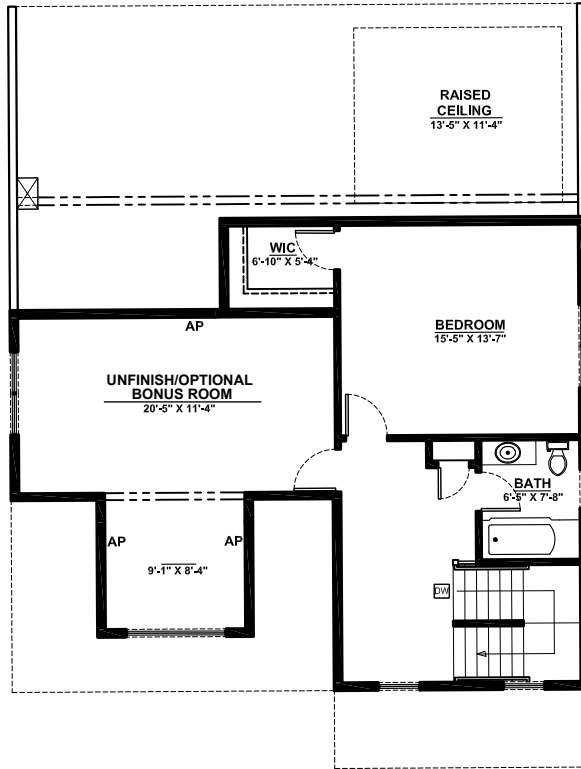 RAISED
CEILING
13'-5" X 11'-4"
WIC
6'-10" X 5'-4"
BEDROOM
15'-5" X 13'-7"
AP
UNFINISH/OPTIONAL
BONUS ROOM
20'-5" X 11'-4"
BATH
6'-5" X 7'-8"
AP
AP
9'-1" X 8'-4"
DW